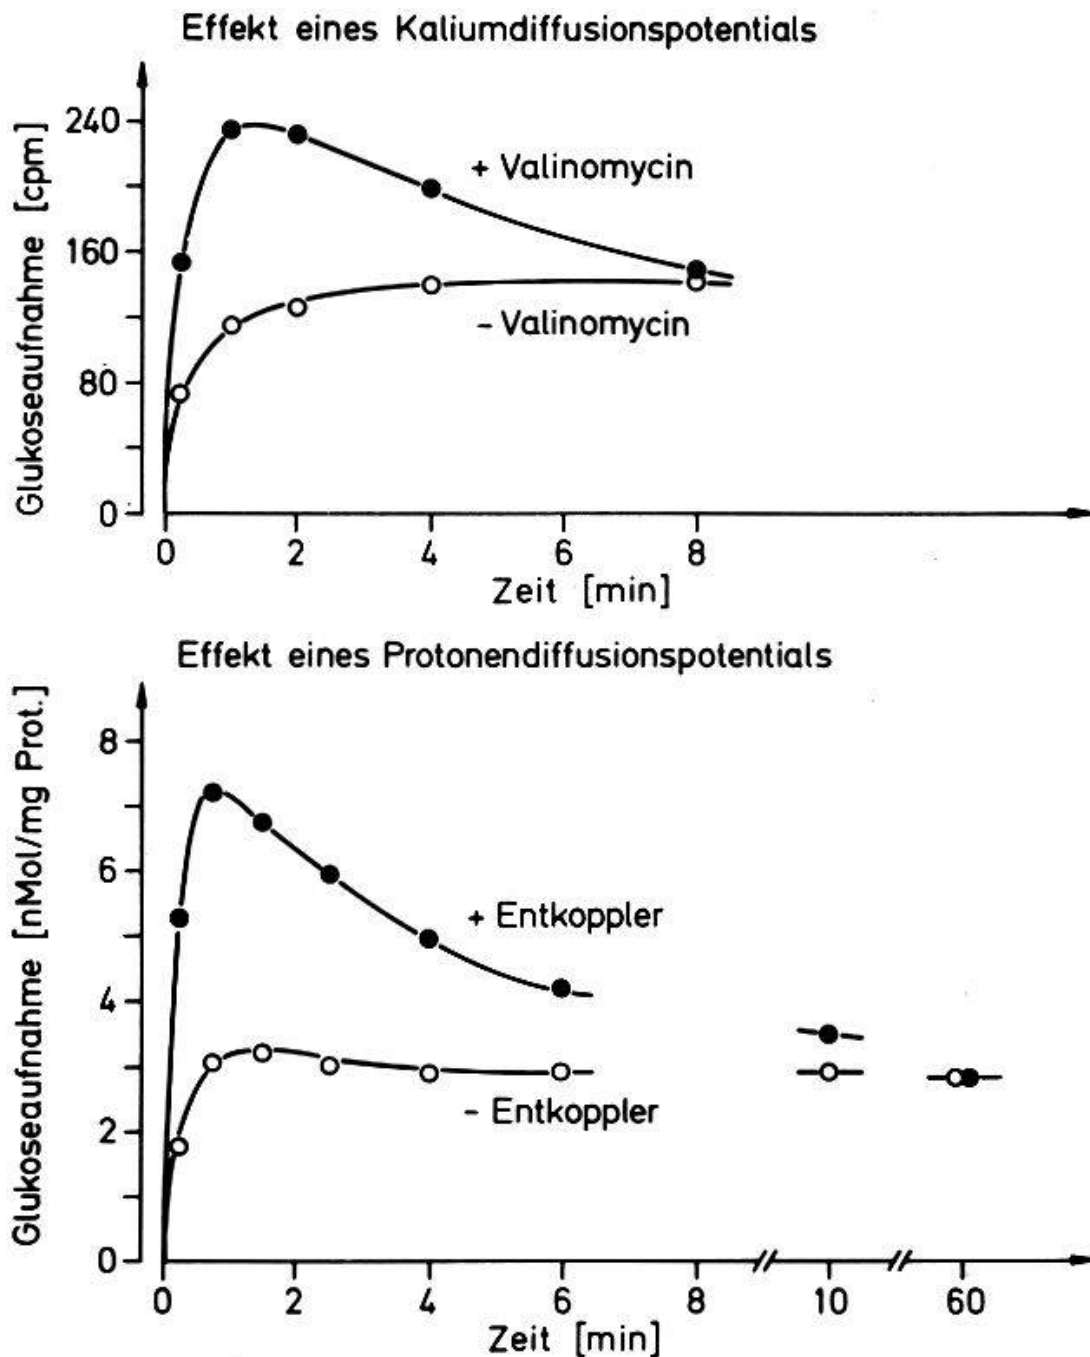 Effekt eines Kaliumdiffusionspotentials
Glukoseaufnahme [cpm]
240
160
80
0
+ Valinomycin
- Valinomycin
0 2 4 6 8
Zeit [min]
Effekt eines Protonendiffusionspotentials
Glukoseaufnahme [nMol/mg Prot.]
8
6
4
2
0
+ Entkoppler
- Entkoppler
0 2 4 6 8 10 60
Zeit [min]